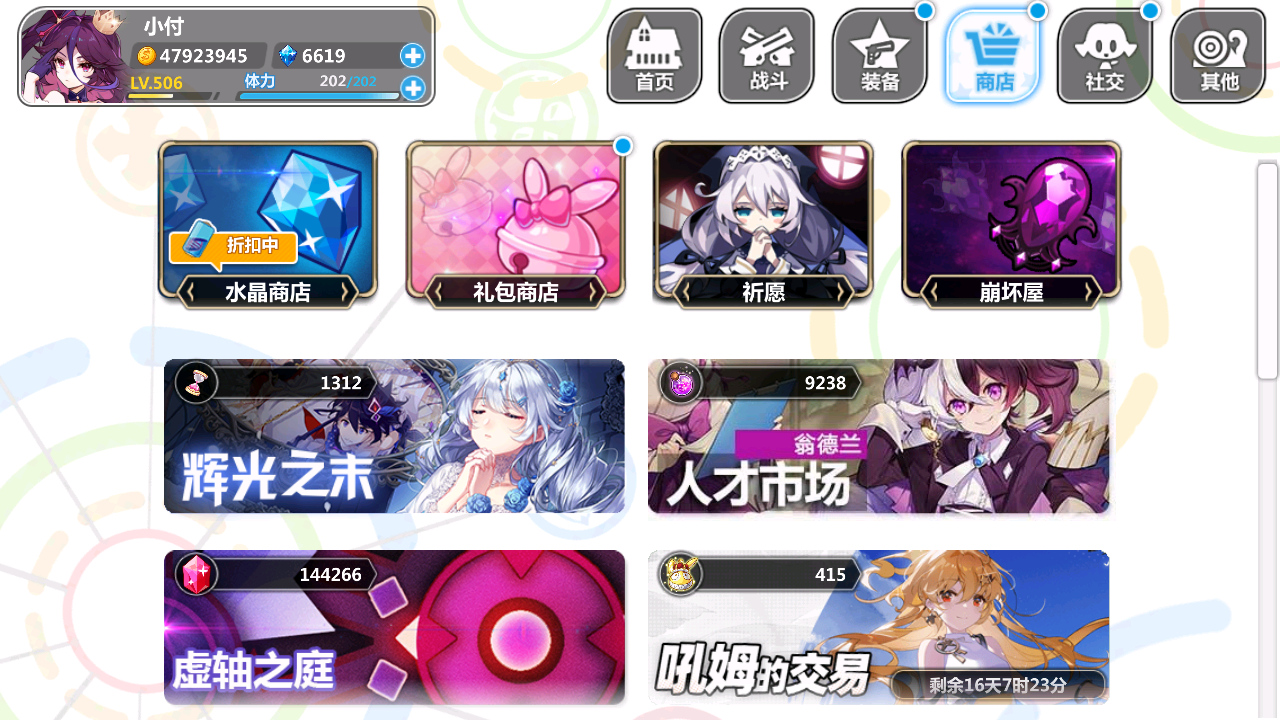 小付
47923945
6619
LV.506
体力
202/202
首页
战斗
装备
商店
社交
其他
折扣中
水晶商店
礼包商店
祈愿
崩坏屋
1312
辉光之末
9238
翁德兰
人才市场
144266
虚轴之庭
415
吼姆的交易
剩余16天7时23分